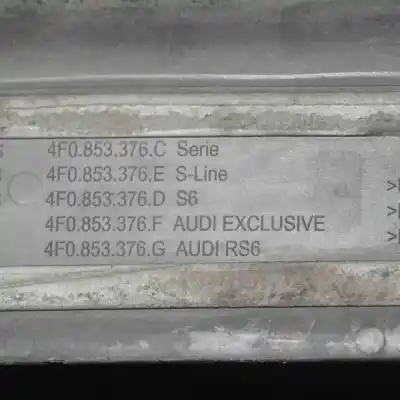 4F0.853.376.C Serie
4F0.853.376.E S-Line
4F0.853.376.D S6
4F0.853.376.F AUDI EXCLUSIVE
4F0.853.376.G AUDI RS6